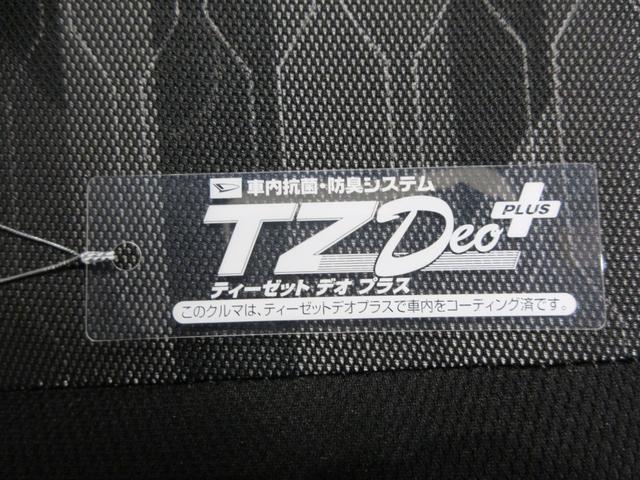 車内抗菌・防臭システム
TZ Deo PLUS
ティーゼット デオ プラス
このクルマは、ティーゼットデオプラスで車内をコーティング済です。